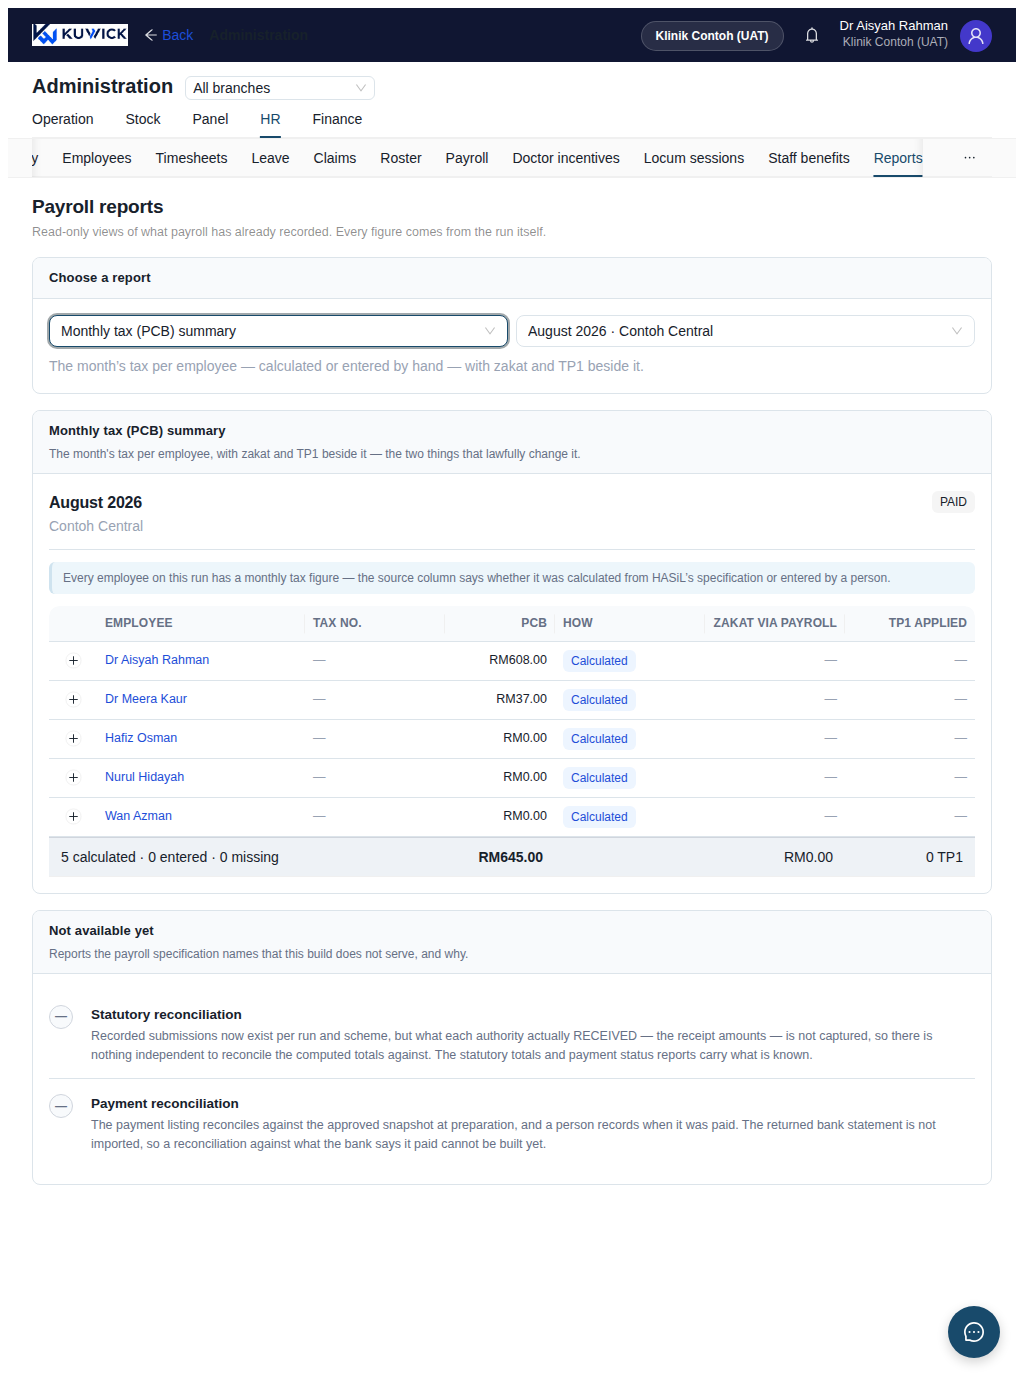 KUVICK
Back
Administration
Klinik Contoh (UAT)
Dr Aisyah Rahman
Klinik Contoh (UAT)
Administration
All branches
Operation
Stock
Panel
HR
Finance
y
Employees
Timesheets
Leave
Claims
Roster
Payroll
Doctor incentives
Locum sessions
Staff benefits
Reports
···
Payroll reports
Read-only views of what payroll has already recorded. Every figure comes from the run itself.
Choose a report
Monthly tax (PCB) summary
August 2026 · Contoh Central
The month's tax per employee — calculated or entered by hand — with zakat and TP1 beside it.
Monthly tax (PCB) summary
The month's tax per employee, with zakat and TP1 beside it — the two things that lawfully change it.
August 2026
PAID
Contoh Central
Every employee on this run has a monthly tax figure — the source column says whether it was calculated from HASiL's specification or entered by a person.
EMPLOYEE TAX NO. PCB HOW ZAKAT VIA PAYROLL TP1 APPLIED
Dr Aisyah Rahman — RM608.00 Calculated — —
Dr Meera Kaur — RM37.00 Calculated — —
Hafiz Osman — RM0.00 Calculated — —
Nurul Hidayah — RM0.00 Calculated — —
Wan Azman — RM0.00 Calculated — —
5 calculated · 0 entered · 0 missing RM645.00 RM0.00 0 TP1
Not available yet
Reports the payroll specification names that this build does not serve, and why.
Statutory reconciliation
Recorded submissions now exist per run and scheme, but what each authority actually RECEIVED — the receipt amounts — is not captured, so there is
nothing independent to reconcile the computed totals against. The statutory totals and payment status reports carry what is known.
Payment reconciliation
The payment listing reconciles against the approved snapshot at preparation, and a person records when it was paid. The returned bank statement is not
imported, so a reconciliation against what the bank says it paid cannot be built yet.